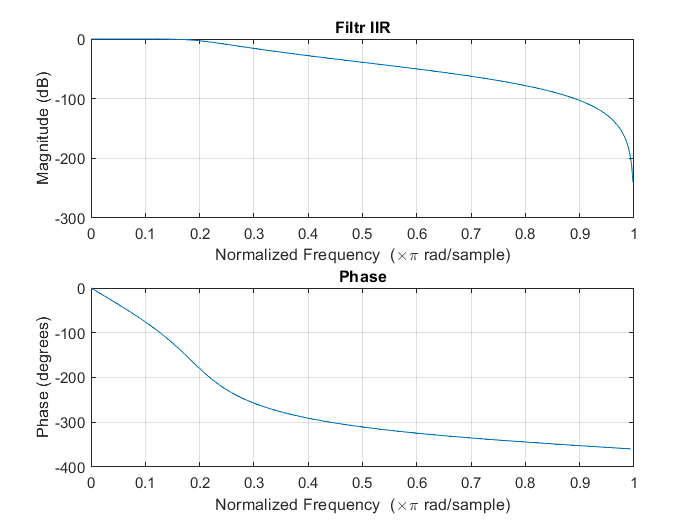 Filtr IIR
0
-100
-200
-300
Magnitude (dB)
0 0.1 0.2 0.3 0.4 0.5 0.6 0.7 0.8 0.9 1
Normalized Frequency (×π rad/sample)
Phase
0
-100
-200
-300
-400
Phase (degrees)
0 0.1 0.2 0.3 0.4 0.5 0.6 0.7 0.8 0.9 1
Normalized Frequency (×π rad/sample)